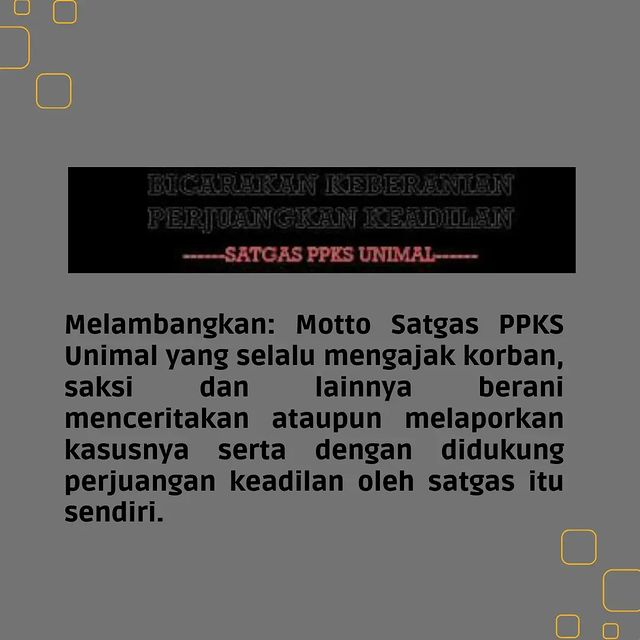 BICARAKAN KEBERANIAN
PERJUANGKAN KEADILAN
------SATGAS PPKS UNIMAL------
Melambangkan: Motto Satgas PPKS
Unimal yang selalu mengajak korban,
saksi dan lainnya berani
menceritakan ataupun melaporkan
kasusnya serta dengan didukung
perjuangan keadilan oleh satgas itu
sendiri.